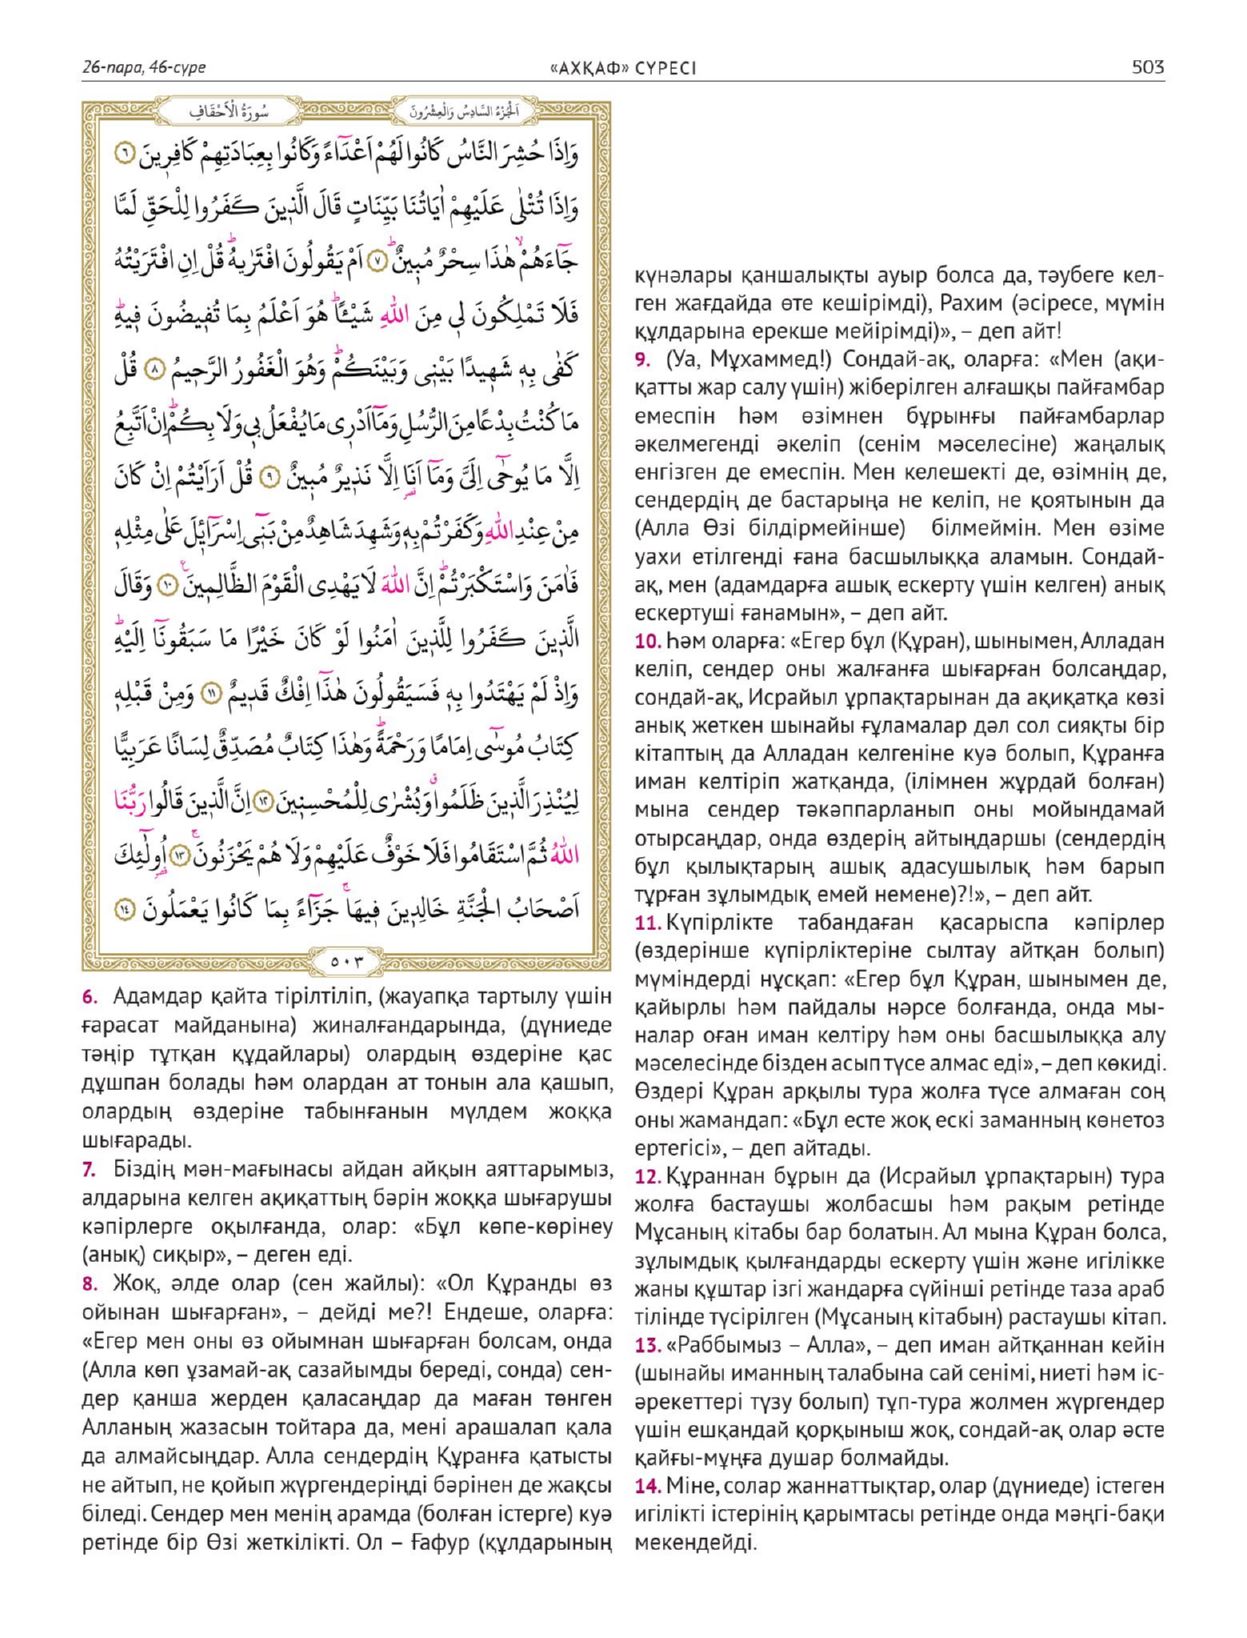 26-пара, 46-сүре
«АХҚАФ» СҮРЕСІ
503
اَلْجُزْءُ السَّادِسُ وَالْعِشْرُونَ
سُورَةُ الْاَحْقَافِ
وَاِذَا حُشِرَ النَّاسُ كَانُوا لَهُمْ اَعْدَٓاءً وَكَانُوا بِعِبَادَتِهِمْ كَافِر۪ينَ ﴿٦﴾
وَاِذَا تُتْلٰى عَلَيْهِمْ اٰيَاتُنَا بَيِّنَاتٍ قَالَ الَّذ۪ينَ كَفَرُوا لِلْحَقِّ لَمَّا
جَٓاءَهُمْۙ هٰذَا سِحْرٌ مُب۪ينٌۜ ﴿٧﴾ اَمْ يَقُولُونَ افْتَرٰيهُۜ قُلْ اِنِ افْتَرَيْتُهُ
فَلَا تَمْلِكُونَ ل۪ي مِنَ اللّٰهِ شَيْـًٔاۜ هُوَ اَعْلَمُ بِمَا تُف۪يضُونَ ف۪يهِۜ
كَفٰى بِه۪ شَه۪يدًا بَيْن۪ي وَبَيْنَكُمْۜ وَهُوَ الْغَفُورُ الرَّح۪يمُ ﴿٨﴾ قُلْ
مَا كُنْتُ بِدْعًا مِنَ الرُّسُلِ وَمَٓا اَدْر۪ي مَا يُفْعَلُ ب۪ي وَلَا بِكُمْۜ اِنْ اَتَّبِعُ
اِلَّا مَا يُوحٰٓى اِلَيَّ وَمَٓا اَنَا۬ اِلَّا نَذ۪يرٌ مُب۪ينٌ ﴿٩﴾ قُلْ اَرَاَيْتُمْ اِنْ كَانَ
مِنْ عِنْدِ اللّٰهِ وَكَفَرْتُمْ بِه۪ وَشَهِدَ شَاهِدٌ مِنْ بَن۪ٓي اِسْرَٓائ۪لَ عَلٰى مِثْلِه۪
فَاٰمَنَ وَاسْتَكْبَرْتُمْۜ اِنَّ اللّٰهَ لَا يَهْدِي الْقَوْمَ الظَّالِم۪ينَ۟ ﴿١٠﴾ وَقَالَ
الَّذ۪ينَ كَفَرُوا لِلَّذ۪ينَ اٰمَنُوا لَوْ كَانَ خَيْرًا مَا سَبَقُونَٓا اِلَيْهِۜ
وَاِذْ لَمْ يَهْتَدُوا بِه۪ فَسَيَقُولُونَ هٰذَٓا اِفْكٌ قَد۪يمٌ ﴿١١﴾ وَمِنْ قَبْلِه۪
كِتَابُ مُوسٰٓى اِمَامًا وَرَحْمَةًۜ وَهٰذَا كِتَابٌ مُصَدِّقٌ لِسَانًا عَرَبِيًّا
لِيُنْذِرَ الَّذ۪ينَ ظَلَمُواۗ وَبُشْرٰى لِلْمُحْسِن۪ينَ ﴿١٢﴾ اِنَّ الَّذ۪ينَ قَالُوا رَبُّنَا
اللّٰهُ ثُمَّ اسْتَقَامُوا فَلَا خَوْفٌ عَلَيْهِمْ وَلَا هُمْ يَحْزَنُونَۚ ﴿١٣﴾ اُو۬لٰٓئِكَ
اَصْحَابُ الْجَنَّةِ خَالِد۪ينَ ف۪يهَاۚ جَزَٓاءً بِمَا كَانُوا يَعْمَلُونَ ﴿١٤﴾
٥٠٣
6. Адамдар қайта тірілтіліп, (жауапқа тартылу үшін
ғарасат майданына) жиналғандарында, (дүниеде
тәңір тұтқан құдайлары) олардың өздеріне қас
дұшпан болады һәм олардан ат тонын ала қашып,
олардың өздеріне табынғанын мүлдем жоққа
шығарады.
7. Біздің мән-мағынасы айдан айқын аяттарымыз,
алдарына келген ақиқаттың бәрін жоққа шығарушы
кәпірлерге оқылғанда, олар: «Бұл көпе-көрінеу
(анық) сиқыр», – деген еді.
8. Жоқ, әлде олар (сен жайлы): «Ол Құранды өз
ойынан шығарған», – дейді ме?! Ендеше, оларға:
«Егер мен оны өз ойымнан шығарған болсам, онда
(Алла көп ұзамай-ақ сазайымды береді, сонда) сен-
дер қанша жерден қаласаңдар да маған төнген
Алланың жазасын тойтара да, мені арашалап қала
да алмайсыңдар. Алла сендердің Құранға қатысты
не айтып, не қойып жүргендеріңді бәрінен де жақсы
біледі. Сендер мен менің арамда (болған істерге) куә
ретінде бір Өзі жеткілікті. Ол – Ғафур (құлдарының
күнәлары қаншалықты ауыр болса да, тәубеге кел-
ген жағдайда өте кешірімді), Рахим (әсіресе, мүмін
құлдарына ерекше мейірімді)», – деп айт!
9. (Уа, Мұхаммед!) Сондай-ақ, оларға: «Мен (ақи-
қатты жар салу үшін) жіберілген алғашқы пайғамбар
емеспін һәм өзімнен бұрынғы пайғамбарлар
әкелмегенді әкеліп (сенім мәселесіне) жаңалық
енгізген де емеспін. Мен келешекті де, өзімнің де,
сендердің де бастарыңа не келіп, не қоятынын да
(Алла Өзі білдірмейінше) білмеймін. Мен өзіме
уахи етілгенді ғана басшылыққа аламын. Сондай-
ақ, мен (адамдарға ашық ескерту үшін келген) анық
ескертуші ғанамын», – деп айт.
10. Һәм оларға: «Егер бұл (Құран), шынымен, Алладан
келіп, сендер оны жалғанға шығарған болсаңдар,
сондай-ақ, Исрайыл ұрпақтарынан да ақиқатқа көзі
анық жеткен шынайы ғұламалар дәл сол сияқты бір
кітаптың да Алладан келгеніне куә болып, Құранға
иман келтіріп жатқанда, (ілімнен жұрдай болған)
мына сендер тәкаппарланып оны мойындамай
отырсаңдар, онда өздерің айтыңдаршы (сендердің
бұл қылықтарың ашық адасушылық һәм барып
тұрған зұлымдық емей немене)?!», – деп айт.
11. Күпірлікте табандаған қасарыспа кәпірлер
(өздерінше күпірліктеріне сылтау айтқан болып)
мүміндерді нұсқап: «Егер бұл Құран, шынымен де,
қайырлы һәм пайдалы нәрсе болғанда, онда мы-
налар оған иман келтіру һәм оны басшылыққа алу
мәселесінде бізден асып түсе алмас еді», – деп көкиді.
Өздері Құран арқылы тура жолға түсе алмаған соң
оны жамандап: «Бұл есте жоқ ескі заманның көнетоз
ертегісі», – деп айтады.
12. Құраннан бұрын да (Исрайыл ұрпақтарын) тура
жолға бастаушы жолбасшы һәм рақым ретінде
Мұсаның кітабы бар болатын. Ал мына Құран болса,
зұлымдық қылғандарды ескерту үшін және игілікке
жаны құштар ізгі жандарға сүйінші ретінде таза араб
тілінде түсірілген (Мұсаның кітабын) растаушы кітап.
13. «Раббымыз – Алла», – деп иман айтқаннан кейін
(шынайы иманның талабына сай сенімі, ниеті һәм іс-
әрекеттері түзу болып) тұп-тура жолмен жүргендер
үшін ешқандай қорқыныш жоқ, сондай-ақ олар әсте
қайғы-мұңға душар болмайды.
14. Міне, солар жаннаттықтар, олар (дүниеде) істеген
игілікті істерінің қарымтасы ретінде онда мәңгі-бақи
мекендейді.